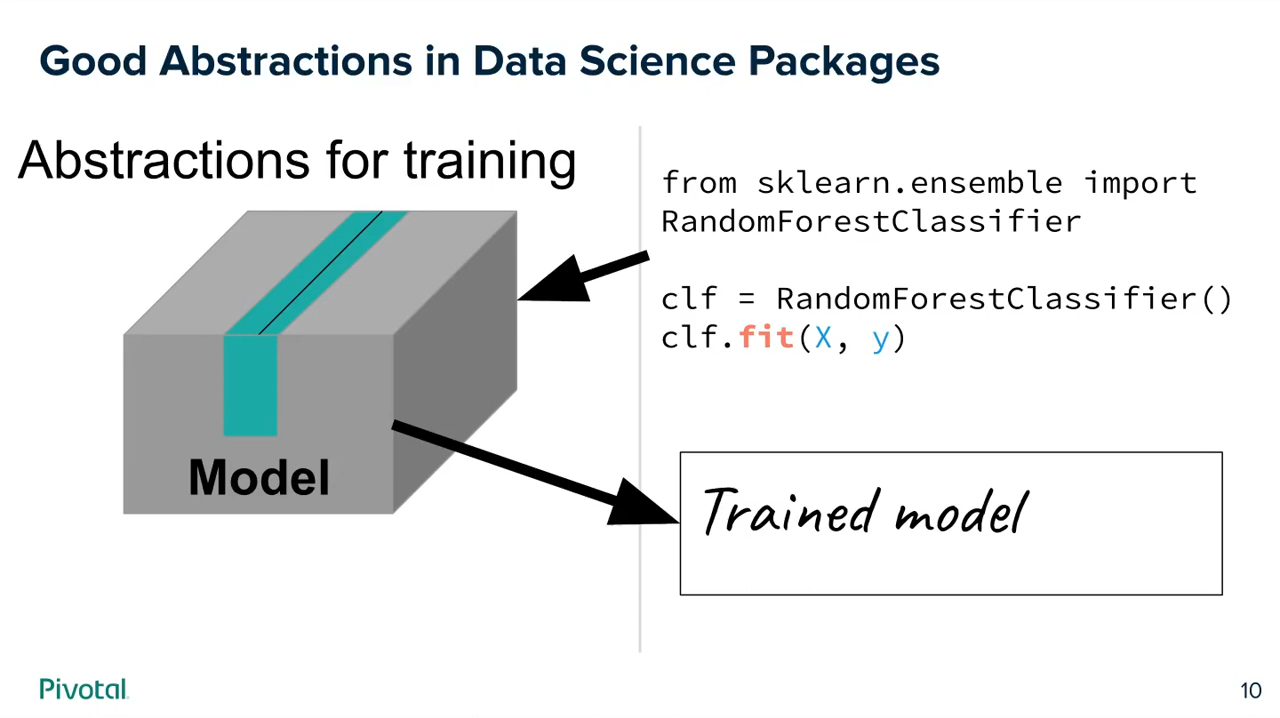 Good Abstractions in Data Science Packages
Abstractions for training
Model
from sklearn.ensemble import
RandomForestClassifier
clf = RandomForestClassifier()
clf.fit(X, y)
Trained model
Pivotal
10